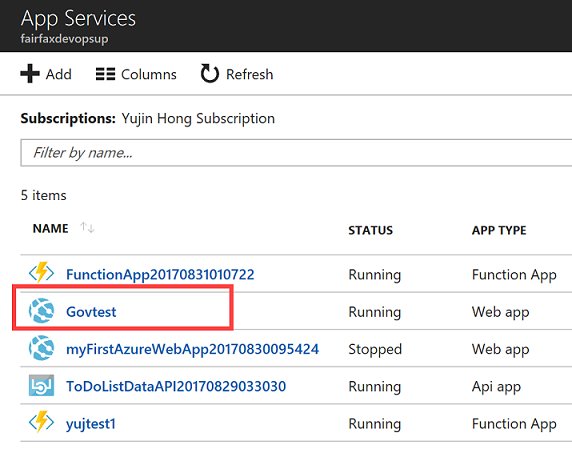 App Services
fairfaxdevopsup
Add Columns Refresh
Subscriptions: Yujin Hong Subscription
Filter by name...
5 items
NAME STATUS APP TYPE
FunctionApp20170831010722 Running Function App
Govtest Running Web app
myFirstAzureWebApp20170830095424 Stopped Web app
ToDoListDataAPI20170829033030 Running Api app
yujtest1 Running Function App